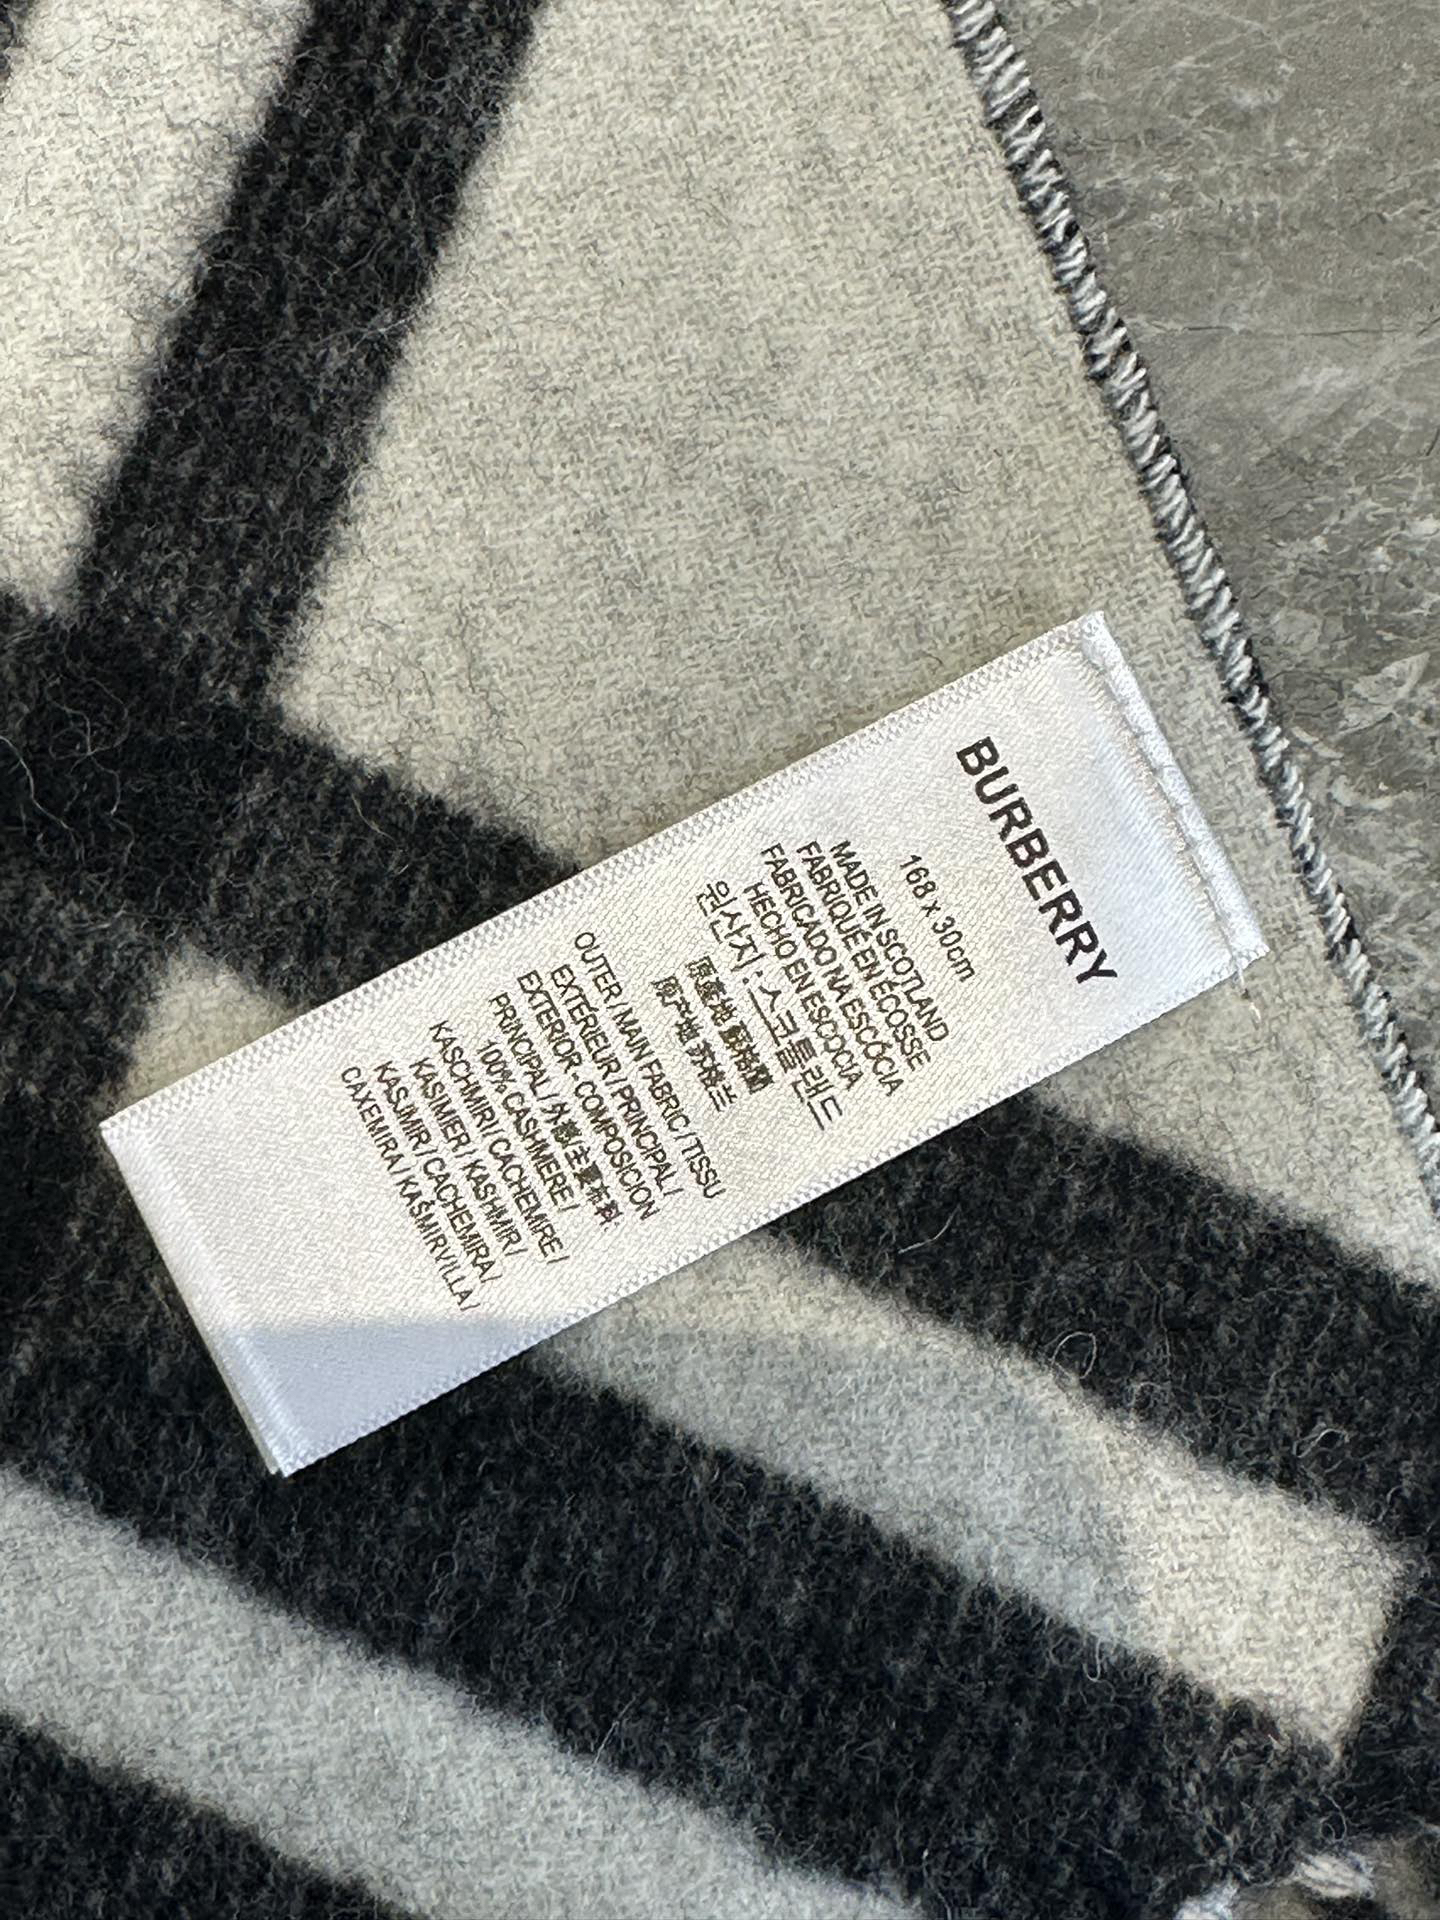 BURBERRY
168 x 30cm
MADE IN SCOTLAND
FABRIQUÉ EN ÉCOSSE
FABRICADO NA ESCÓCIA
HECHO EN ESCOCIA
원산지 : 스코틀랜드
原產地 蘇格蘭
原产地 苏格兰
OUTER / MAIN FABRIC / TISSU
EXTÉRIEUR / PRINCIPAL /
EXTERIOR - COMPOSICION
PRINCIPAL / 外製主要布料
100% CASHMERE /
KASCHMIR/ CACHEMIRE /
KASIMIER / KASHMIR /
KASJMIR / CACHEMIRA /
CAXEMIRA / KAŠMIRVILLA /